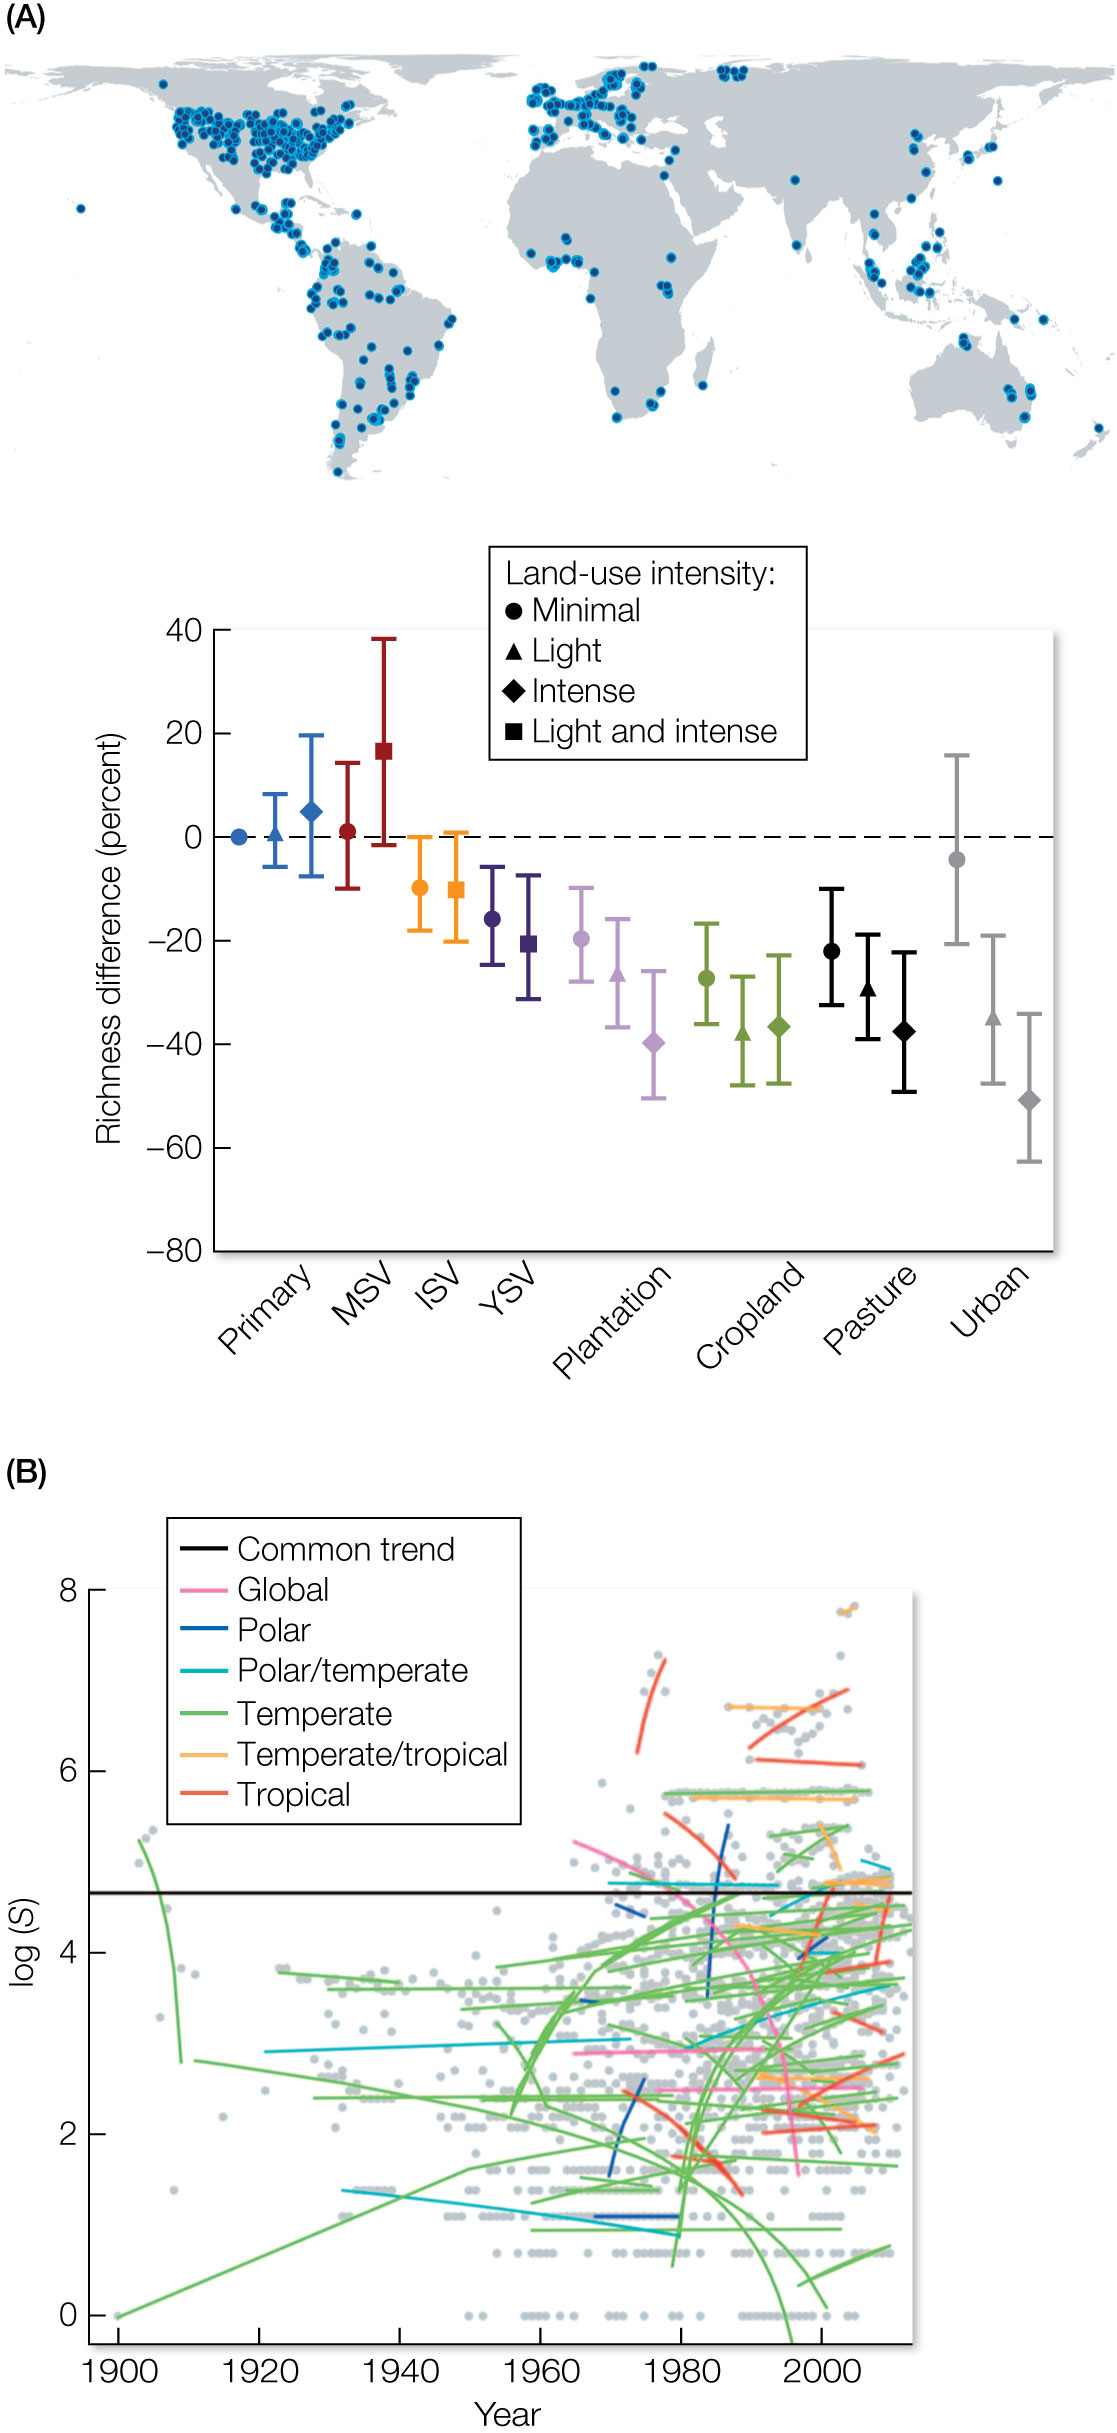 (A)
Land-use intensity:
Minimal
Light
Intense
Light and intense
40
20
0
−20
−40
−60
−80
Richness difference (percent)
Primary
MSV
ISV
YSV
Plantation
Cropland
Pasture
Urban
(B)
Common trend
Global
Polar
Polar/temperate
Temperate
Temperate/tropical
Tropical
8
6
4
2
0
log (S)
1900 1920 1940 1960 1980 2000
Year